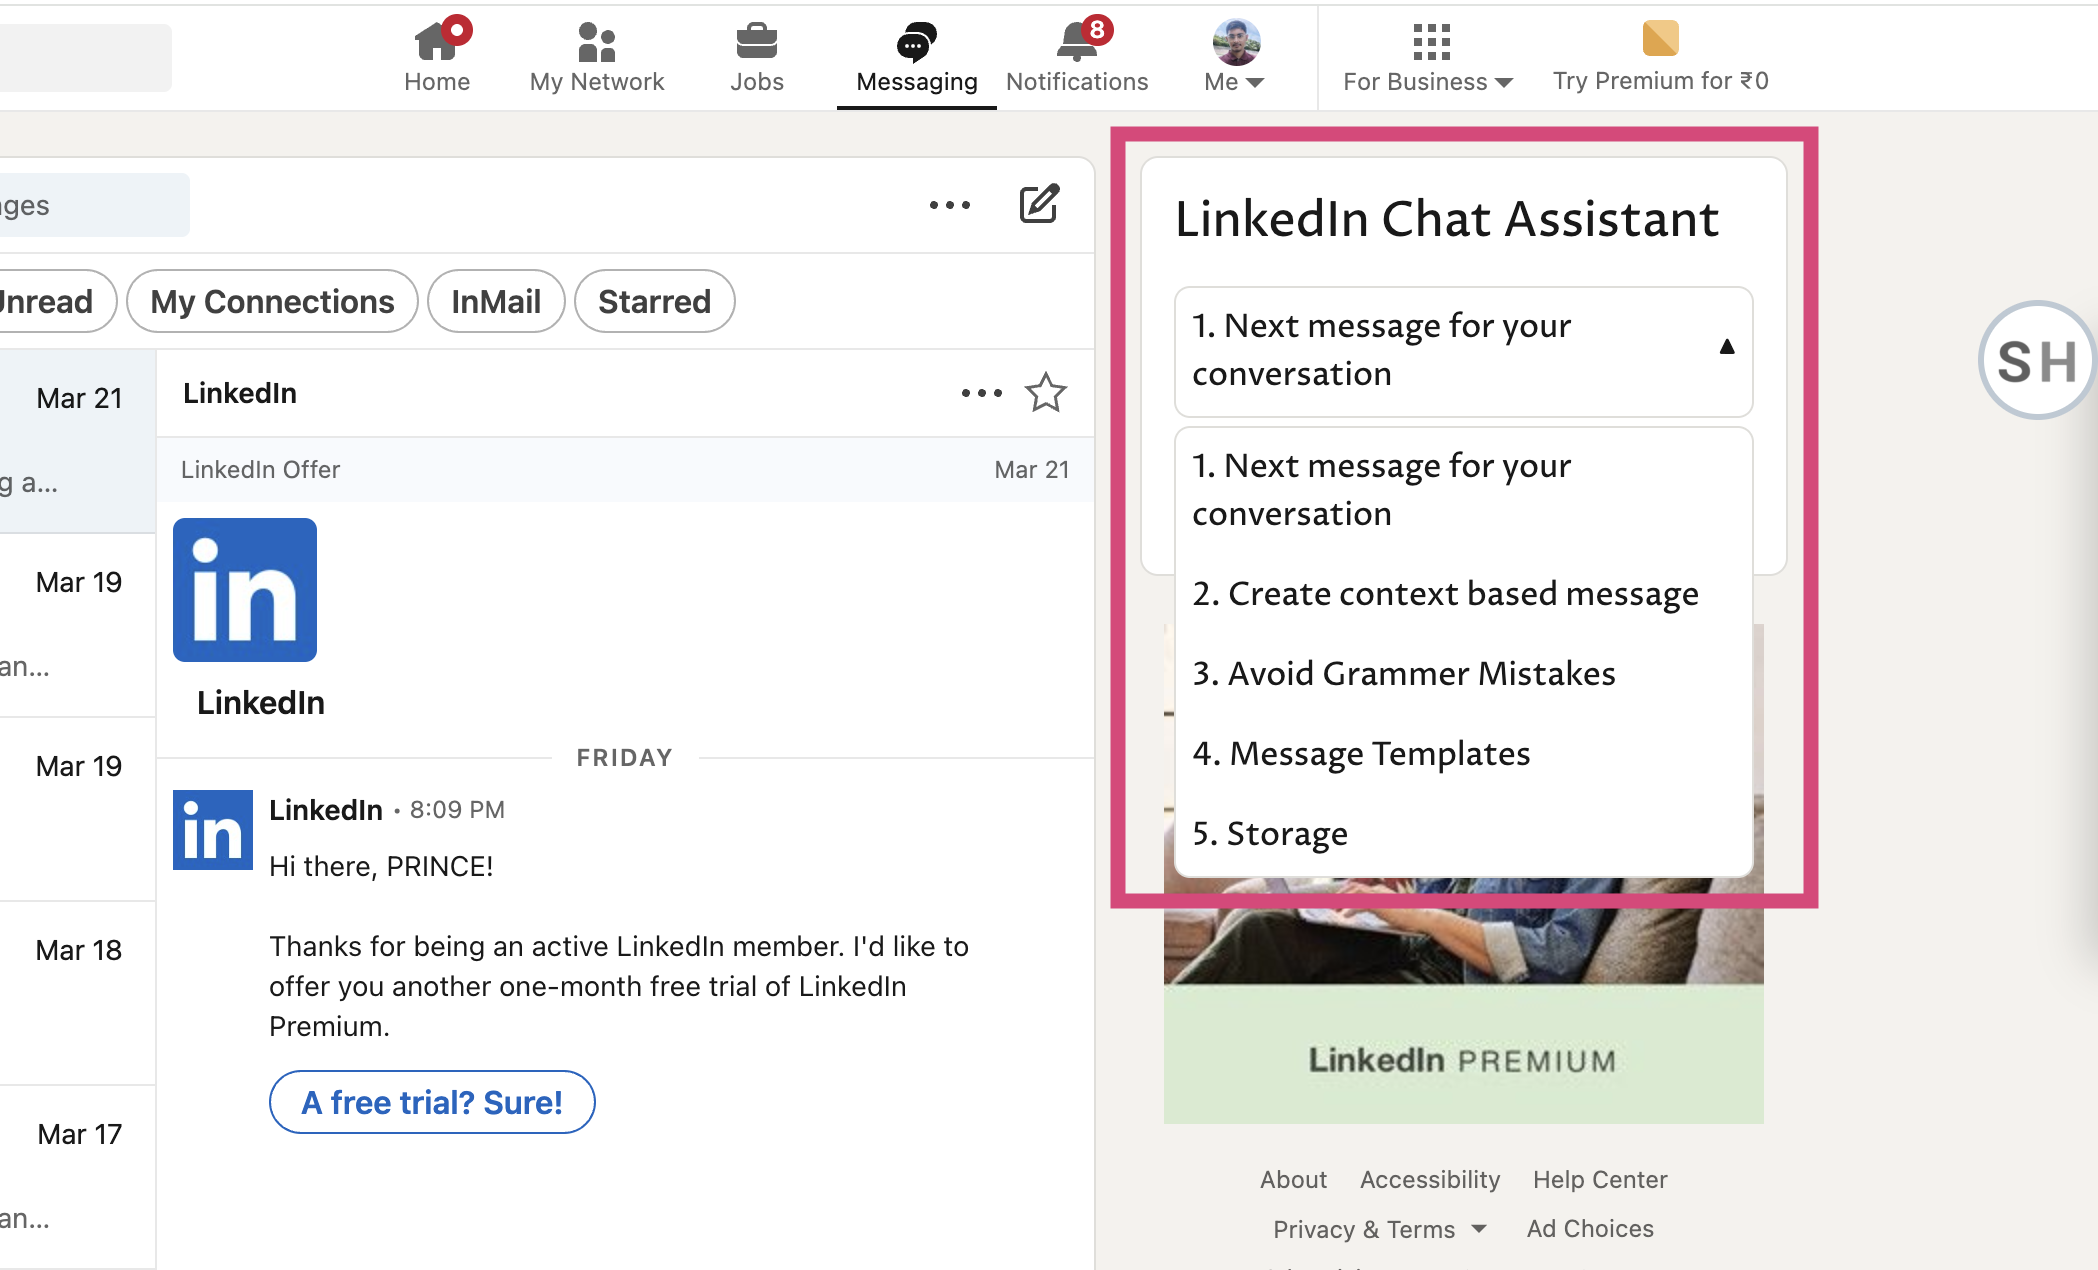 Home
My Network
Jobs
Messaging
8
Notifications
Me
For Business
Try Premium for ₹0
ages
Unread
My Connections
InMail
Starred
Mar 21
g a...
Mar 19
an...
Mar 19
Mar 18
Mar 17
an...
LinkedIn
LinkedIn Offer
Mar 21
in
LinkedIn
FRIDAY
in
LinkedIn • 8:09 PM
Hi there, PRINCE!
Thanks for being an active LinkedIn member. I'd like to
offer you another one-month free trial of LinkedIn
Premium.
A free trial? Sure!
LinkedIn Chat Assistant
1. Next message for your
conversation
1. Next message for your
conversation
2. Create context based message
3. Avoid Grammer Mistakes
4. Message Templates
5. Storage
SH
LinkedIn PREMIUM
About
Accessibility
Help Center
Privacy & Terms
Ad Choices